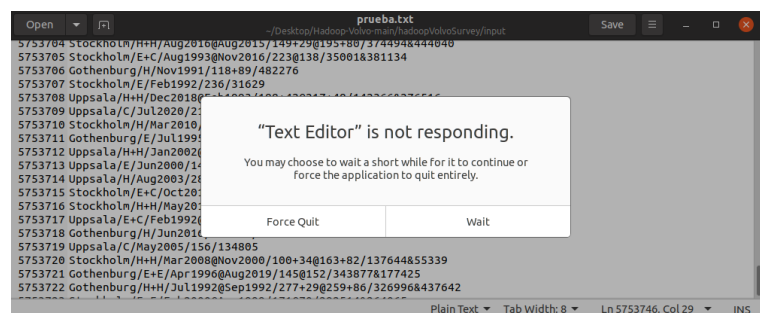 Open
prueba.txt
~/Desktop/Hadoop-Volvo-main/hadoopVolvoSurvey/input
Save
5753704 Stockholm/H+H/Aug2016@Aug2015/149+29@195+80/374494&444040
5753705 Stockholm/E+C/Aug1993@Nov2016/223@138/35001&381134
5753706 Gothenburg/H/Nov1991/118+89/482276
5753707 Stockholm/E/Feb1992/236/31629
5753708 Uppsala/H+H/Dec2018@
5753709 Uppsala/C/Jul2020/21
5753710 Stockholm/H/Mar2010/
5753711 Gothenburg/E/Jul1995
5753712 Uppsala/H+H/Jan2002@
5753713 Uppsala/E/Jun2000/14
5753714 Uppsala/H/Aug2003/28
5753715 Stockholm/E+C/Oct201
5753716 Stockholm/H+H/May201
5753717 Uppsala/E+C/Feb1992@
5753718 Gothenburg/H/Jun201
5753719 Uppsala/C/May2005/156/134805
5753720 Stockholm/H+H/Mar2008@Nov2000/100+34@163+82/137644&55339
5753721 Gothenburg/E+E/Apr1996@Aug2019/145@152/343877&177425
5753722 Gothenburg/H+H/Jul1992@Sep1992/277+29@259+86/326996&437642
“Text Editor” is not responding.
You may choose to wait a short while for it to continue or
force the application to quit entirely.
Force Quit
Wait
Plain Text
Tab Width: 8
Ln 5753746, Col 29
INS